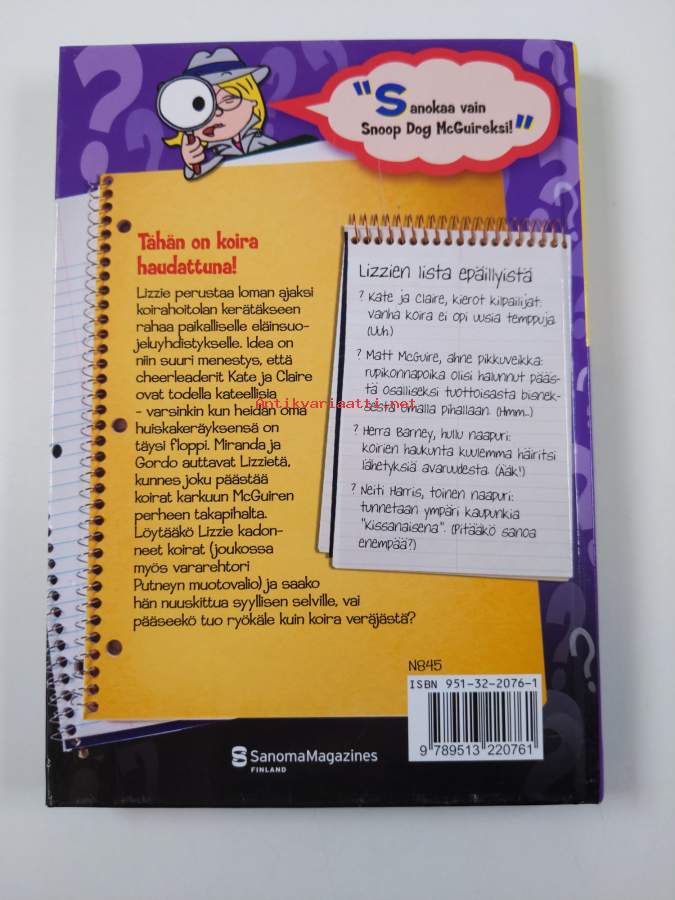 "Sanokaa vain
Snoop Dog McGuireksi!"
Tähän on koira
haudattuna!
Lizzie perustaa loman ajaksi
koirahoitolan kerätäkseen
rahaa paikalliselle eläinsuo-
jeluyhdistykselle. Idea on
niin suuri menestys, että
cheerleaderit Kate ja Claire
ovat todella kateellisia
- varsinkin kun heidän oma
huiskakeräyksensä on
täysi floppi. Miranda ja
Gordo auttavat Lizzietä,
kunnes joku päästää
koirat karkuun McGuiren
perheen takapihalta.
Löytääkö Lizzie kadon-
neet koirat (joukossa
myös vararehtori
Putneyn muotovalio) ja saako
hän nuuskittua syyllisen selville, vai
pääseekö tuo ryökäle kuin koira veräjästä?
Lizzien lista epäillyistä
? Kate ja Claire, kierot kilpailijat:
vanha koira ei opi uusia temppuja.
(Uuh.)
? Matt McGuire, ahne pikkuveikka:
rupikonnapoika olisi halunnut pääs-
tä osalliseksi tuottoisasta bisnek-
sestä omalla pihallaan. (Hmm...)
? Herra Barney, hullu naapuri:
koirien haukunta kuulemma häiritsi
lähetyksiä avaruudesta. (Ääk!)
? Neiti Harris, toinen naapuri:
tunnetaan ympäri kaupunkia
"Kissanaisena". (Pitääkö sanoa
enempää?)
Antikvariaatti.net
N845
ISBN 951-32-2076-1
9 789513 220761
SanomaMagazines
FINLAND